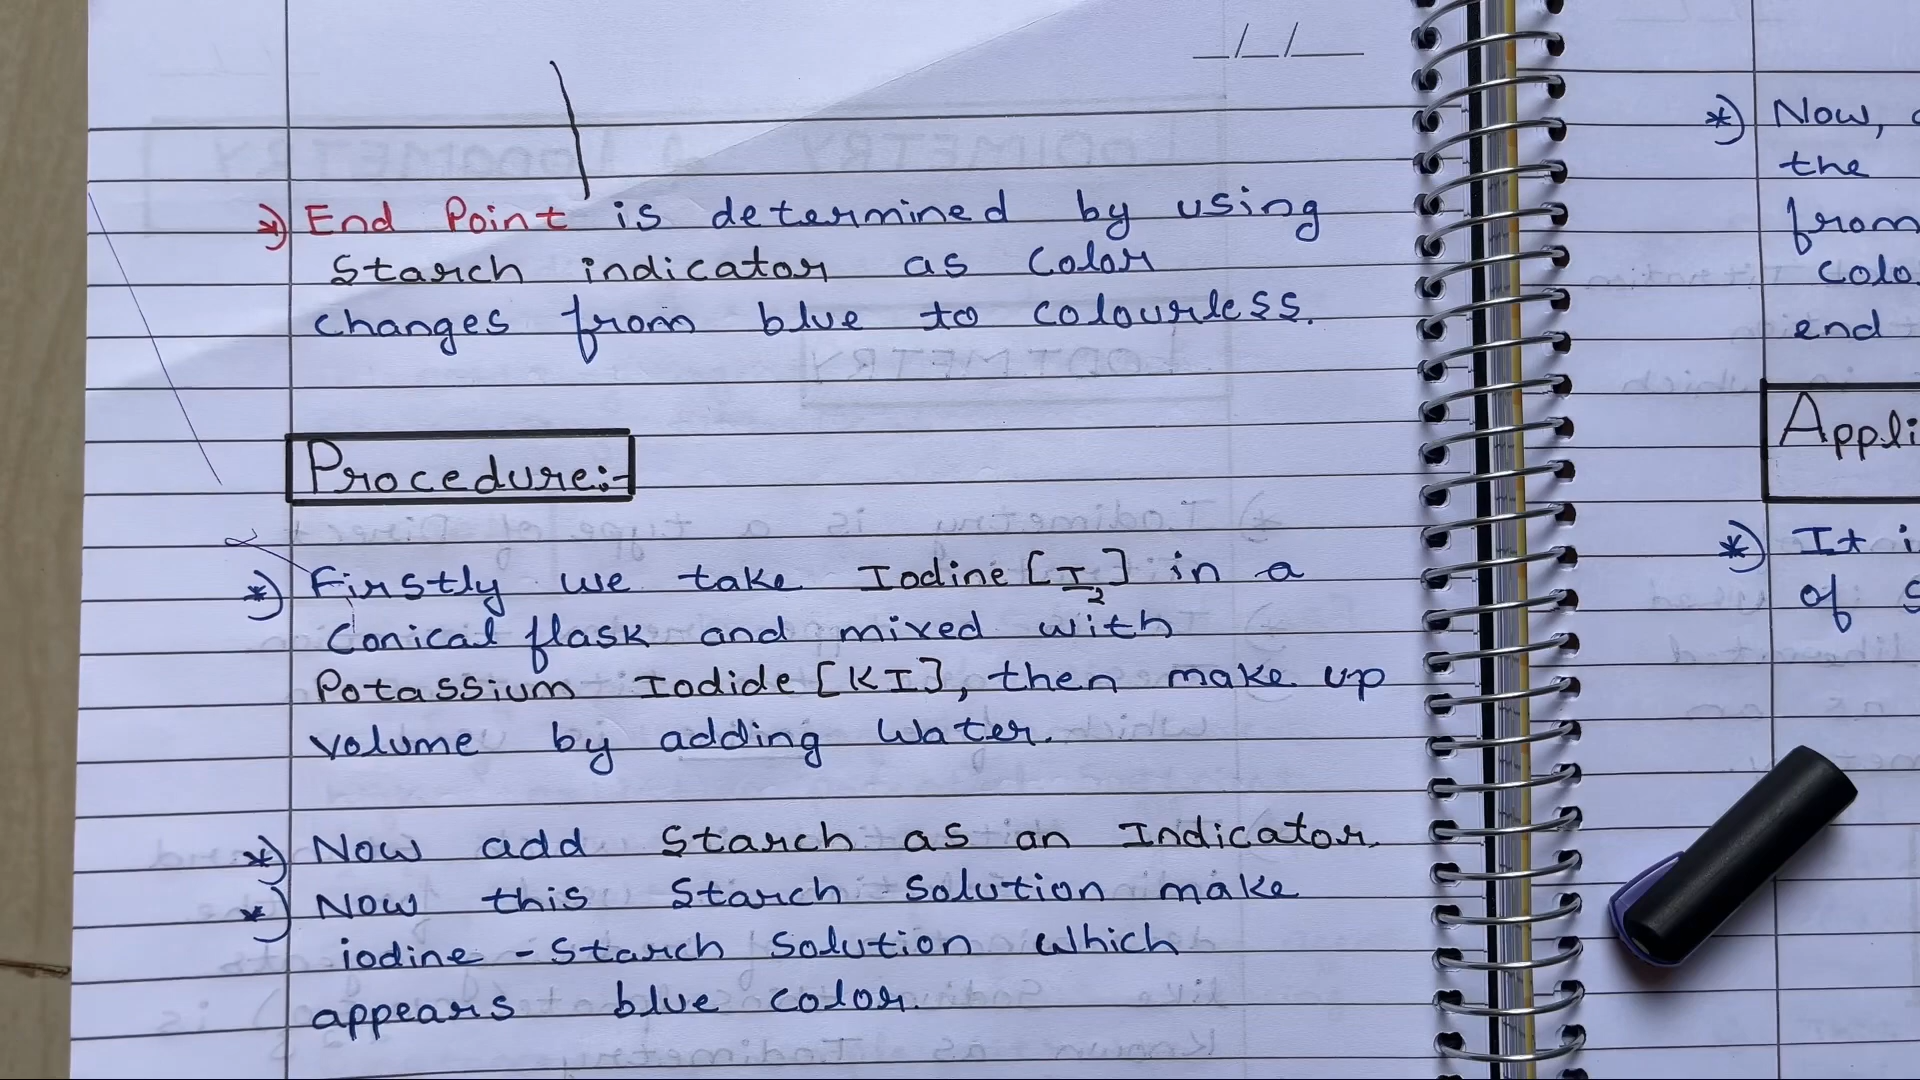 *) End Point is determined by using
Starch indicator as color
changes from blue to colourless.
Procedure:-
*) Firstly we take Iodine [I2] in a
Conical flask and mixed with
Potassium Iodide [KI], then make up
volume by adding water.
*) Now add Starch as an Indicator.
*) Now this Starch solution make
iodine - Starch solution which
appears blue color.
*) Now,
the
from
colo
end
Appli
*) It i
of S